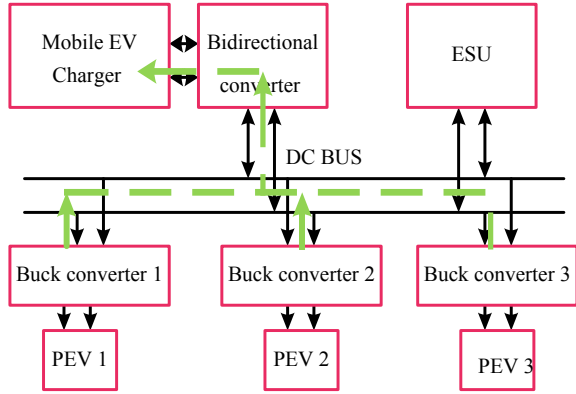 Mobile EV
Charger
Bidirectional
converter
ESU
DC BUS
Buck converter 1
Buck converter 2
Buck converter 3
PEV 1
PEV 2
PEV 3